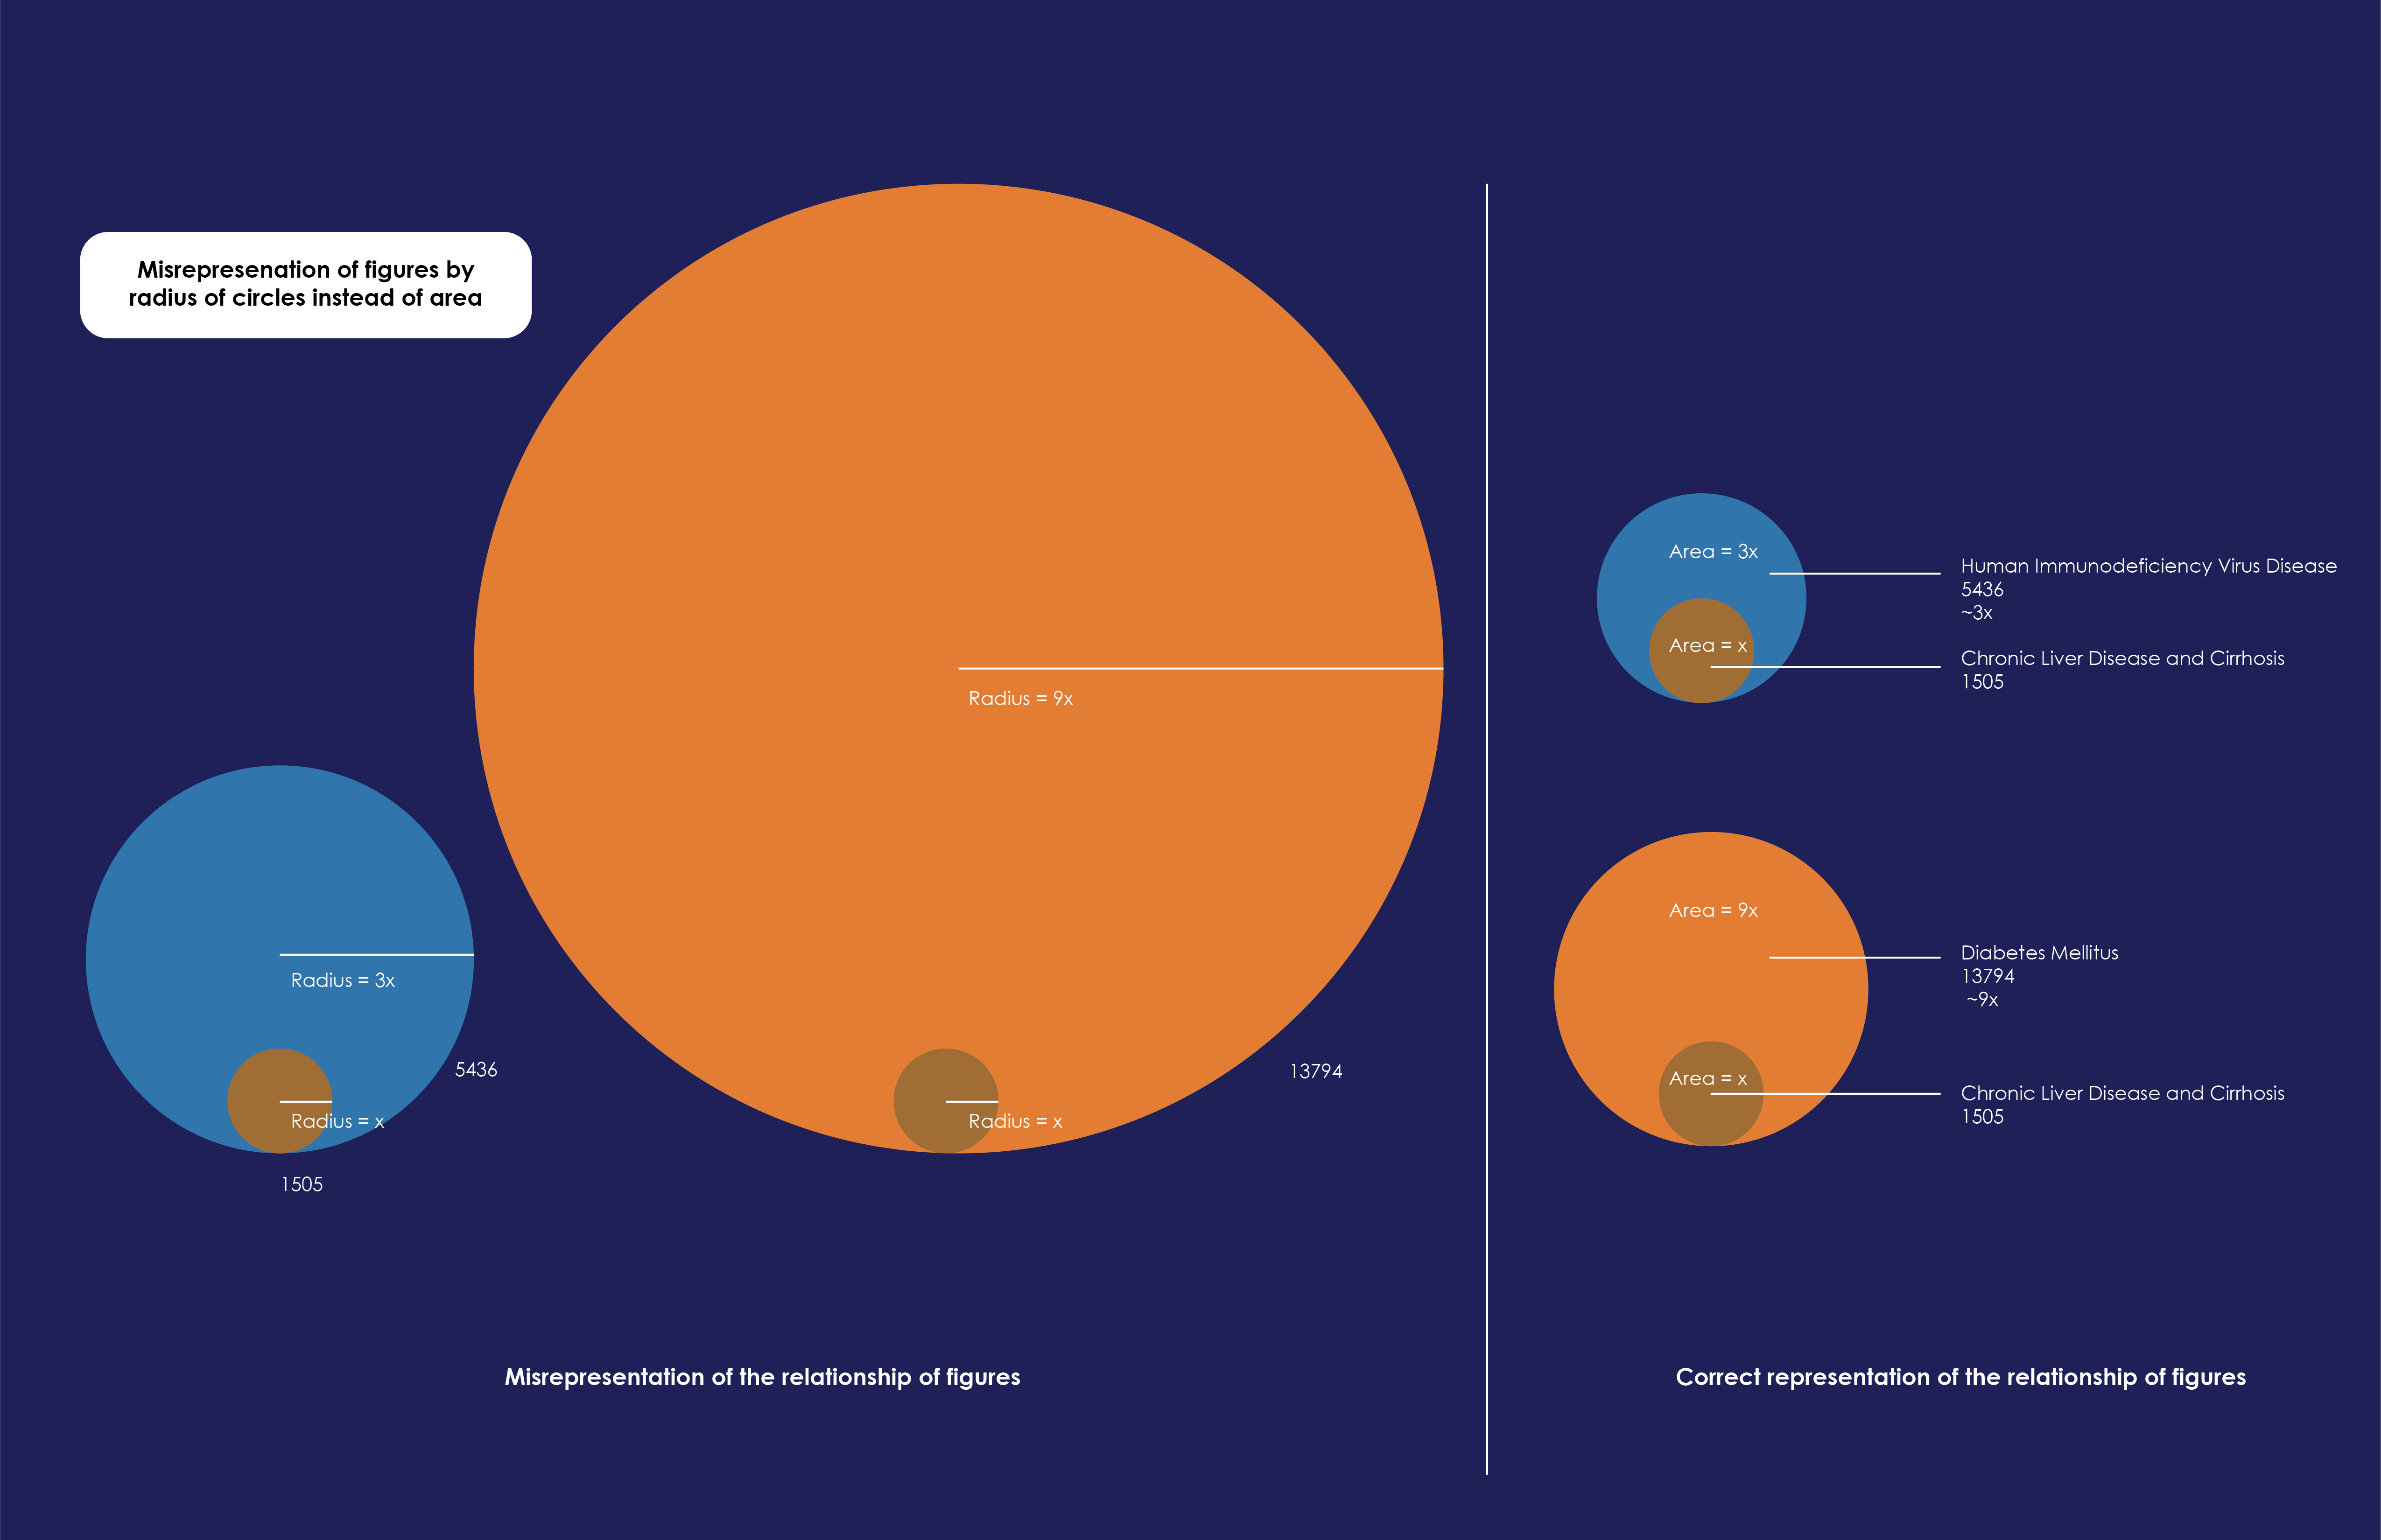 Misrepresenation of figures by
radius of circles instead of area
Radius = 9x
Radius = 3x
5436
Radius = x
1505
13794
Radius = x
Misrepresentation of the relationship of figures
Area = 3x
Human Immunodeficiency Virus Disease
5436
~3x
Area = x
Chronic Liver Disease and Cirrhosis
1505
Area = 9x
Diabetes Mellitus
13794
~9x
Area = x
Chronic Liver Disease and Cirrhosis
1505
Correct representation of the relationship of figures